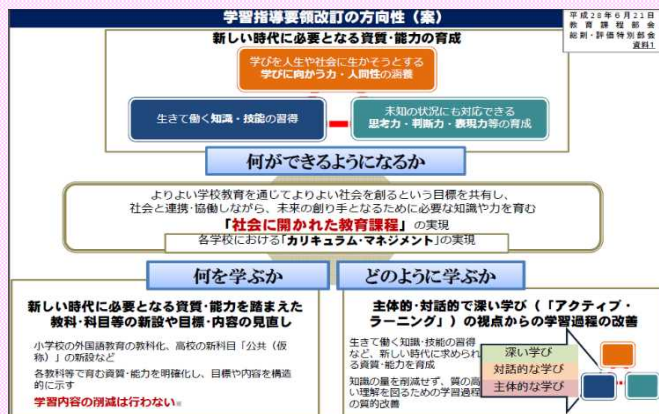 学習指導要領改訂の方向性（案）
平成28年6月21日
教育課程部会
総則・評価特別部会
資料1
新しい時代に必要となる資質・能力の育成
学びを人生や社会に生かそうとする
学びに向かう力・人間性の涵養
生きて働く知識・技能の習得
未知の状況にも対応できる
思考力・判断力・表現力等の育成
何ができるようになるか
よりよい学校教育を通じてよりよい社会を創るという目標を共有し、
社会と連携・協働しながら、未来の創り手となるために必要な知識や力を育む
「社会に開かれた教育課程」の実現
各学校における「カリキュラム・マネジメント」の実現
何を学ぶか
新しい時代に必要となる資質・能力を踏まえた
教科・科目等の新設や目標・内容の見直し
小学校の外国語教育の教科化、高校の新科目「公共（仮
称）」の新設など
各教科等で育む資質・能力を明確化し、目標や内容を構造
的に示す
学習内容の削減は行わない※
どのように学ぶか
主体的・対話的で深い学び（「アクティブ・
ラーニング」）の視点からの学習過程の改善
生きて働く知識・技能の習得
など、新しい時代に求められ
る資質・能力を育成
知識の量を削減せず、質の高
い理解を図るための学習過程
の質的改善
深い学び
対話的な学び
主体的な学び